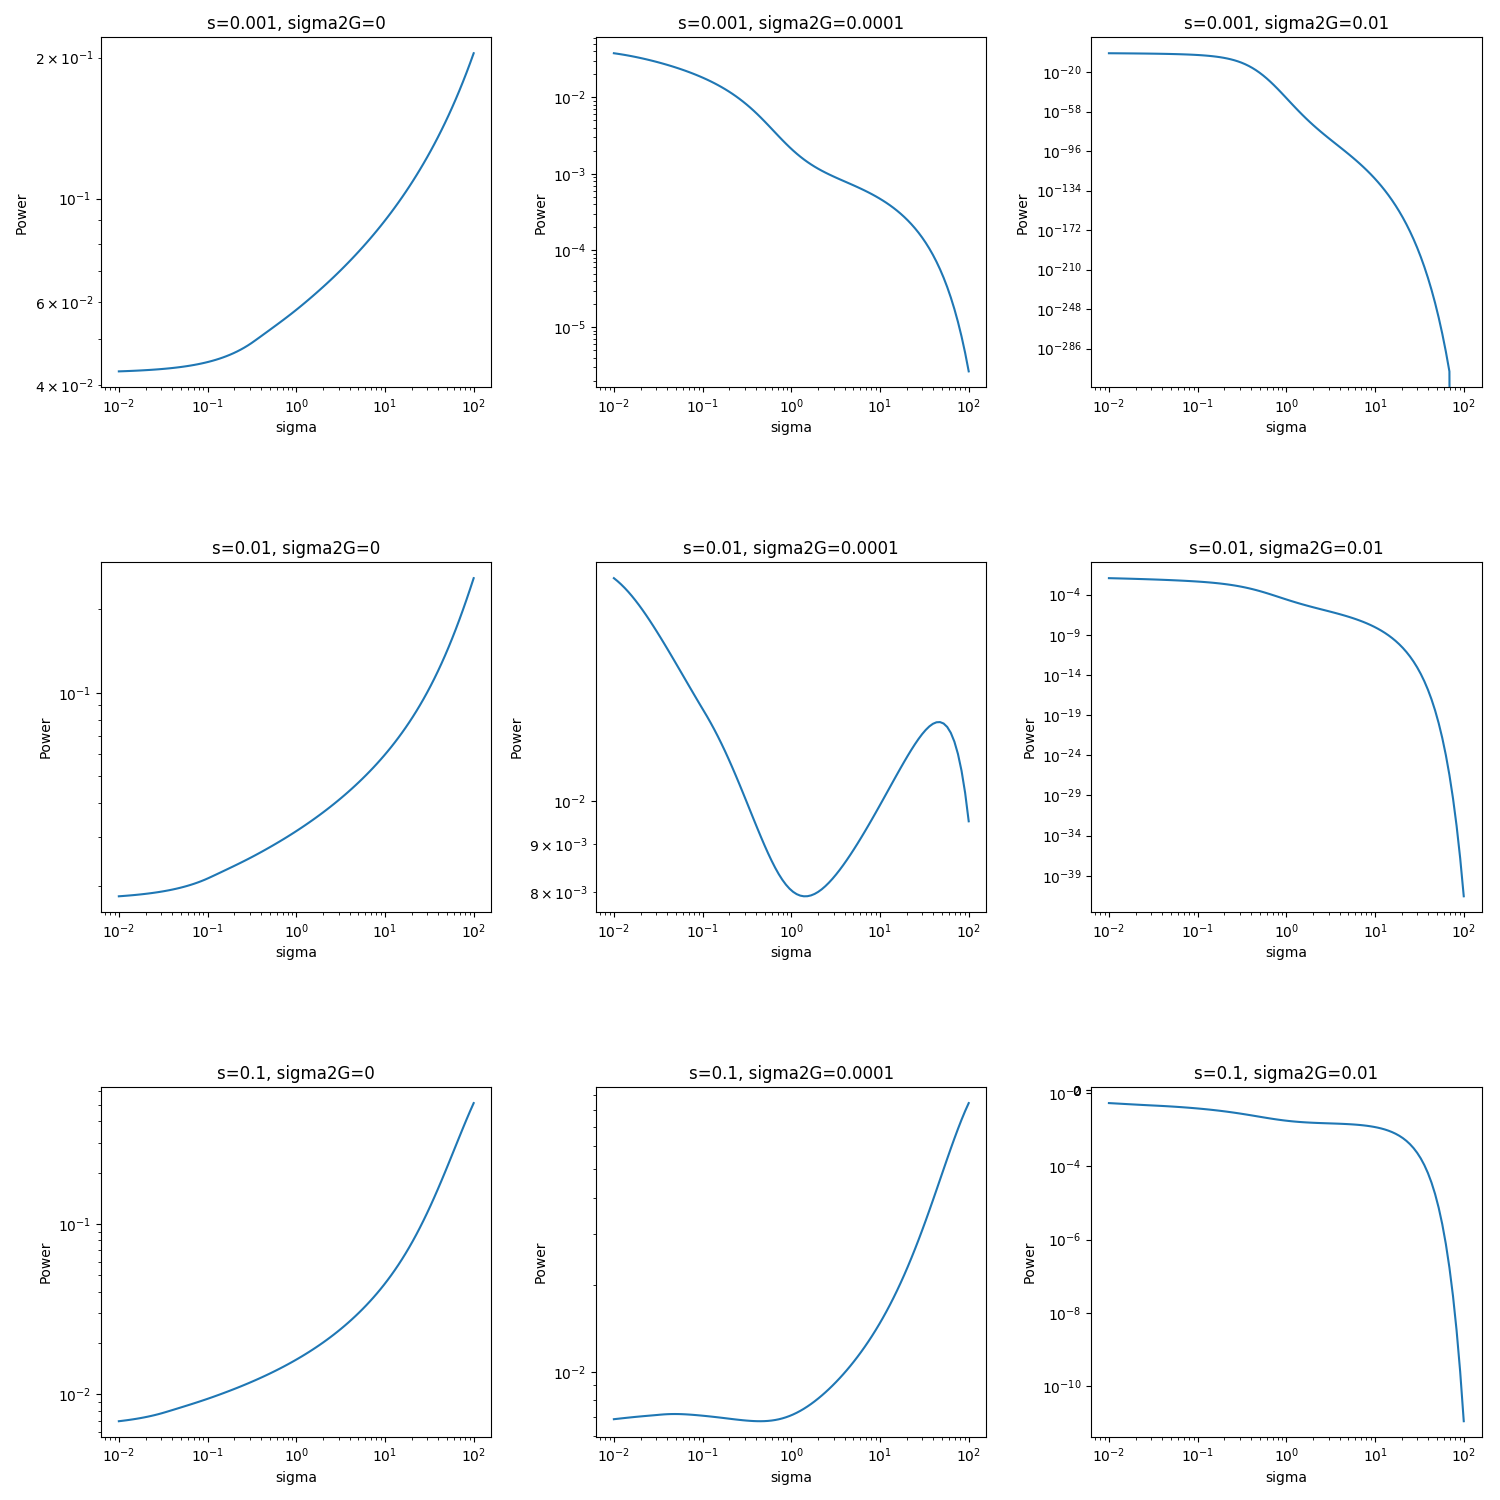 s=0.001, sigma2G=0
s=0.001, sigma2G=0.0001
s=0.001, sigma2G=0.01
2 × 10⁻¹
10⁻¹
6 × 10⁻²
4 × 10⁻²
Power
10⁻² 10⁻¹ 10⁰ 10¹ 10²
sigma
10⁻²
10⁻³
10⁻⁴
10⁻⁵
Power
10⁻² 10⁻¹ 10⁰ 10¹ 10²
sigma
10⁻²⁰
10⁻⁵⁸
10⁻⁹⁶
10⁻¹³⁴
10⁻¹⁷²
10⁻²¹⁰
10⁻²⁴⁸
10⁻²⁸⁶
Power
10⁻² 10⁻¹ 10⁰ 10¹ 10²
sigma
s=0.01, sigma2G=0
s=0.01, sigma2G=0.0001
s=0.01, sigma2G=0.01
10⁻¹
Power
10⁻² 10⁻¹ 10⁰ 10¹ 10²
sigma
10⁻²
9 × 10⁻³
8 × 10⁻³
Power
10⁻² 10⁻¹ 10⁰ 10¹ 10²
sigma
10⁻⁴
10⁻⁹
10⁻¹⁴
10⁻¹⁹
10⁻²⁴
10⁻²⁹
10⁻³⁴
10⁻³⁹
Power
10⁻² 10⁻¹ 10⁰ 10¹ 10²
sigma
s=0.1, sigma2G=0
s=0.1, sigma2G=0.0001
s=0.1, sigma2G=0.01
10⁻¹
10⁻²
Power
10⁻² 10⁻¹ 10⁰ 10¹ 10²
sigma
10⁻²
Power
10⁻² 10⁻¹ 10⁰ 10¹ 10²
sigma
10⁻⁴
10⁻⁶
10⁻⁸
10⁻¹⁰
Power
10⁻² 10⁻¹ 10⁰ 10¹ 10²
sigma